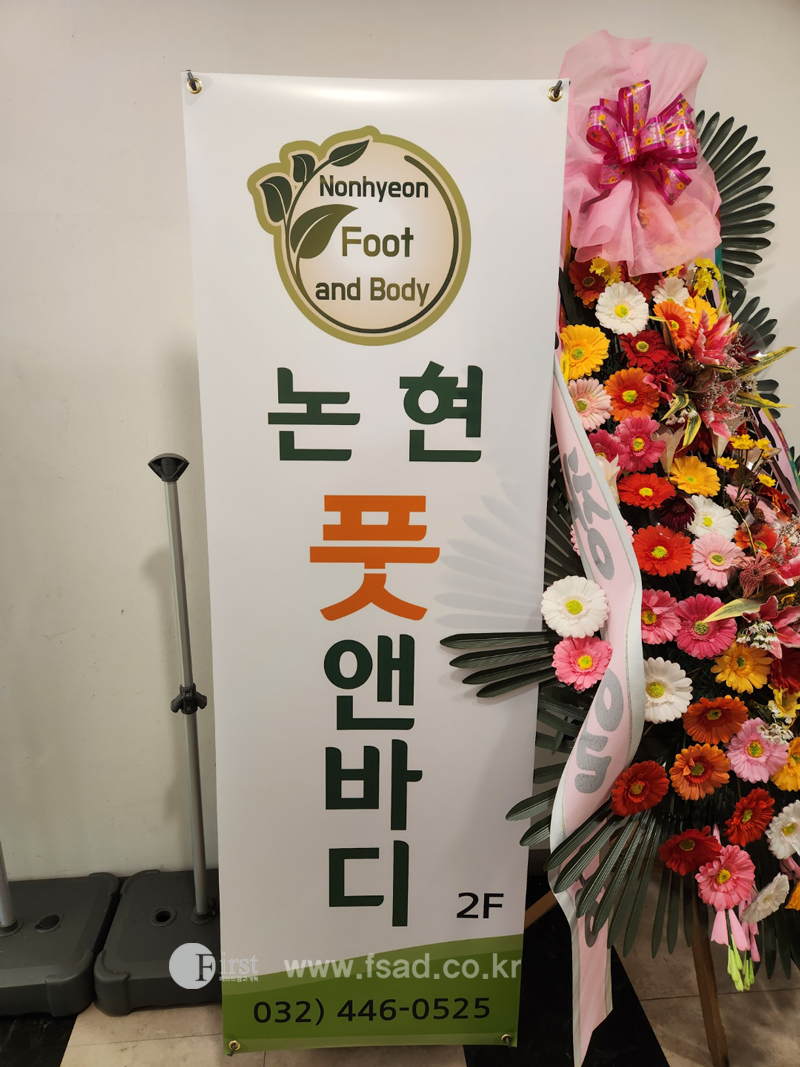 Nonhyeon
Foot
and Body
논현
풋
앤
바
디
2F
First
www.fsad.co.kr
032) 446-0525